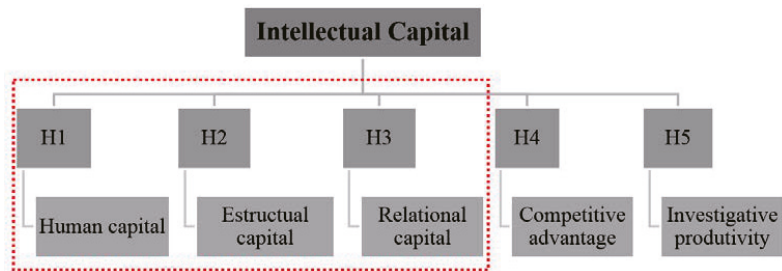 Intellectual Capital
H1
H2
H3
H4
H5
Human capital
Estructual
capital
Relational
capital
Competitive
advantage
Investigative
produtivity